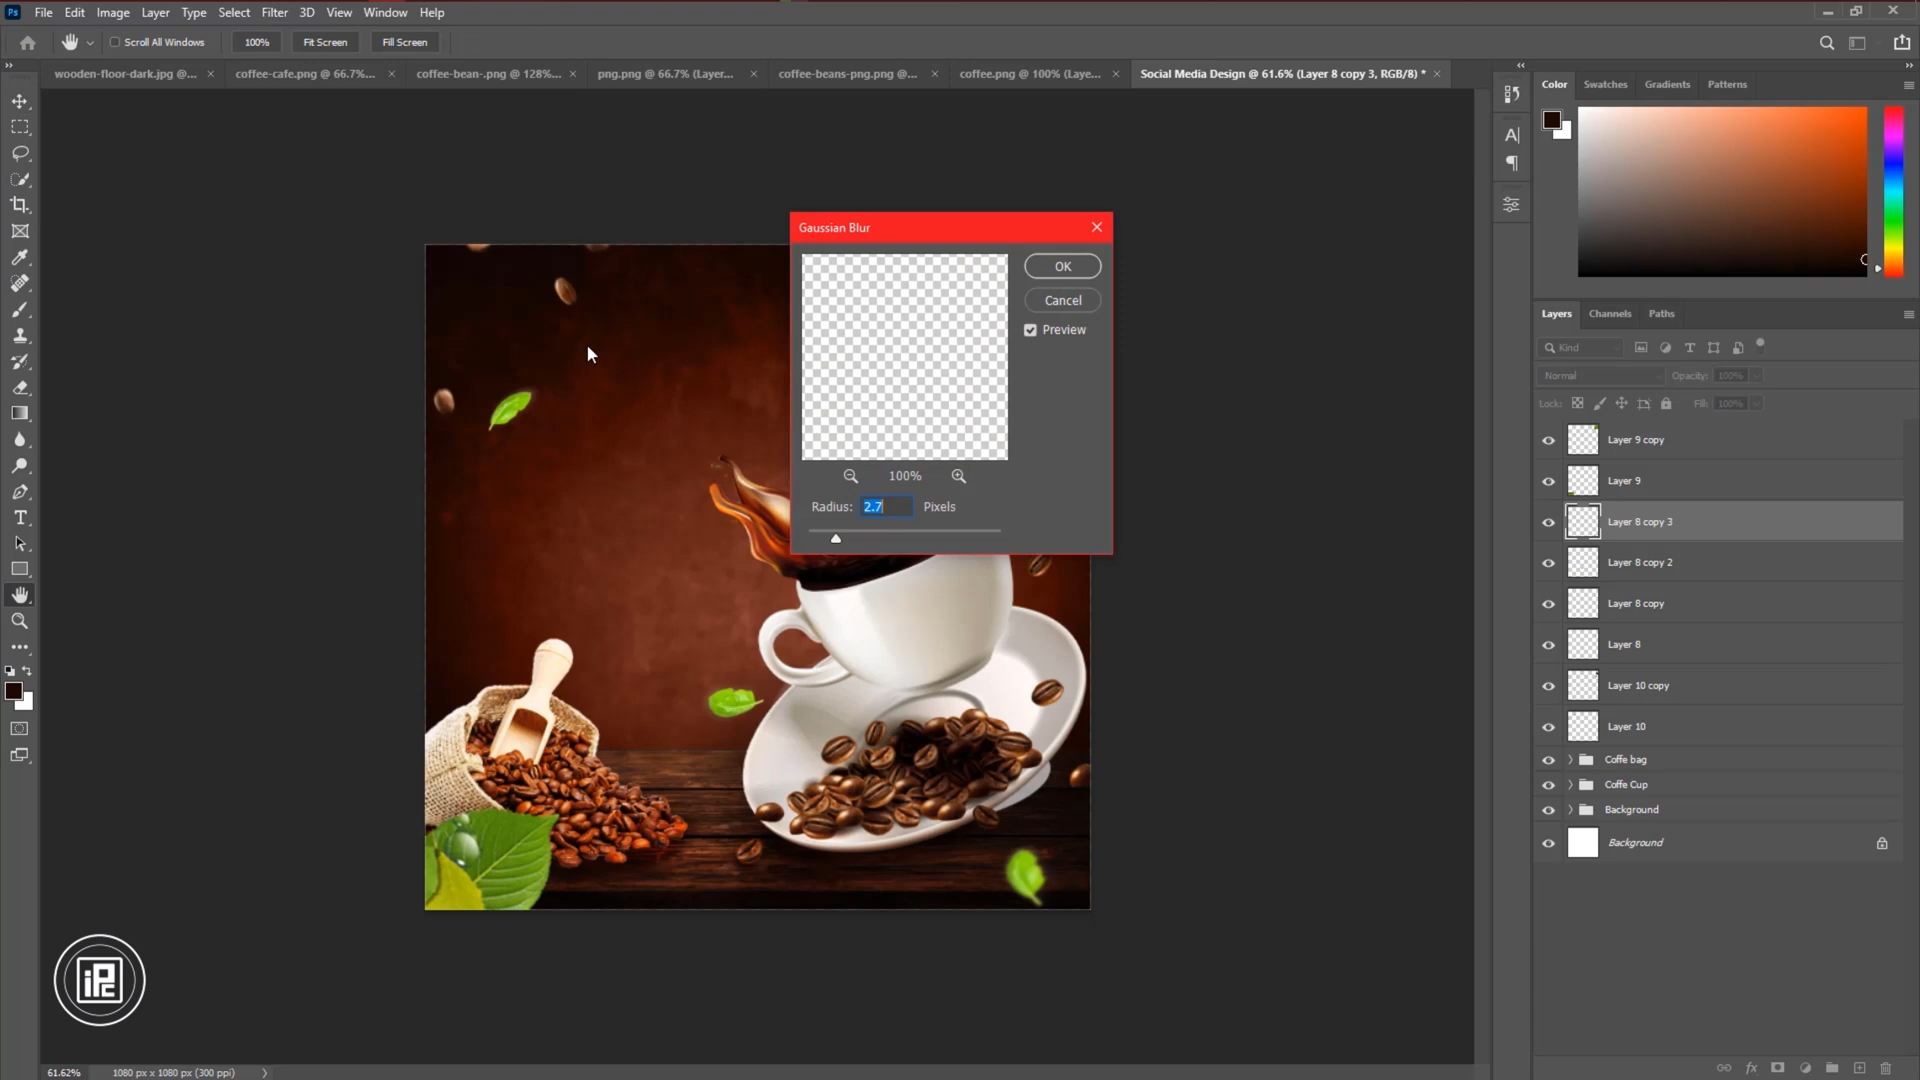 Ps File Edit Image Layer Type Select Filter 3D View Window Help
Scroll All Windows 100% Fit Screen Fill Screen
wooden-floor-dark.jpg @... × coffee-cafe.png @ 66.7%... × coffee-bean-.png @ 128%... × png.png @ 66.7% (Layer... × coffee-beans-png.png @... × coffee.png @ 100% (Laye... × Social Media Design @ 61.6% (Layer 8 copy 3, RGB/8) * ×
Color Swatches Gradients Patterns
Gaussian Blur
OK
Cancel
Preview
100%
Radius: 2.7 Pixels
Layers Channels Paths
Kind
Normal Opacity: 100%
Lock: Fill: 100%
Layer 9 copy
Layer 9
Layer 8 copy 3
Layer 8 copy 2
Layer 8 copy
Layer 8
Layer 10 copy
Layer 10
Coffe bag
Coffe Cup
Background
Background
iPE
61.62% 1080 px x 1080 px (300 ppi)